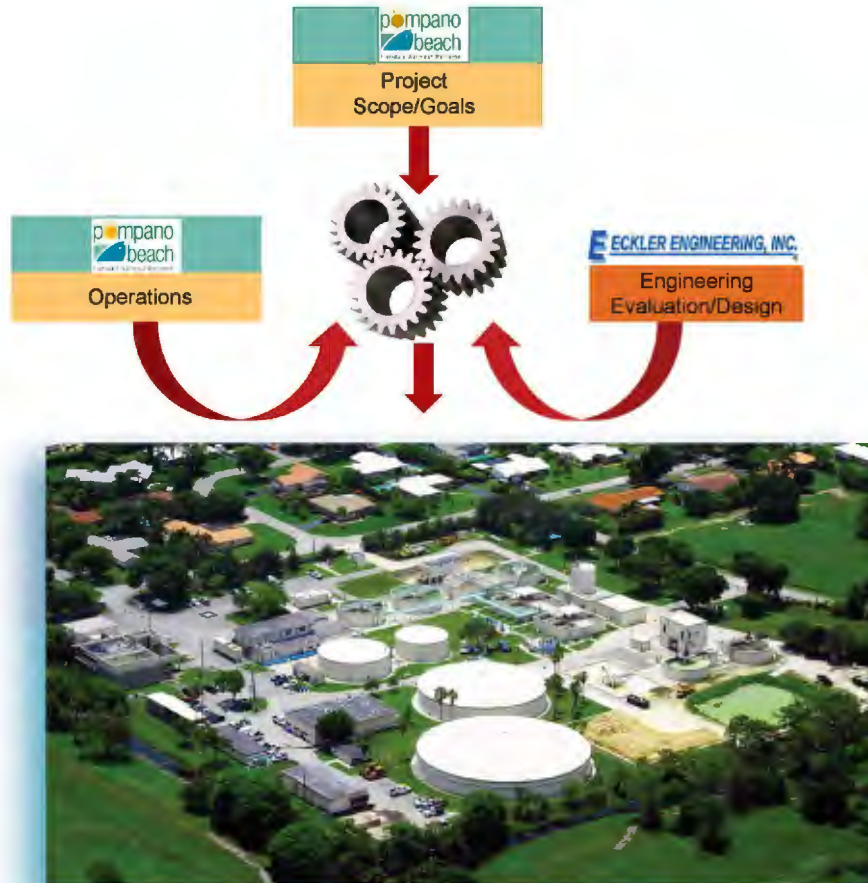 pompano
beach
Project
Scope/Goals
pompano
beach
Operations
E ECKLER ENGINEERING, INC.
Engineering
Evaluation/Design